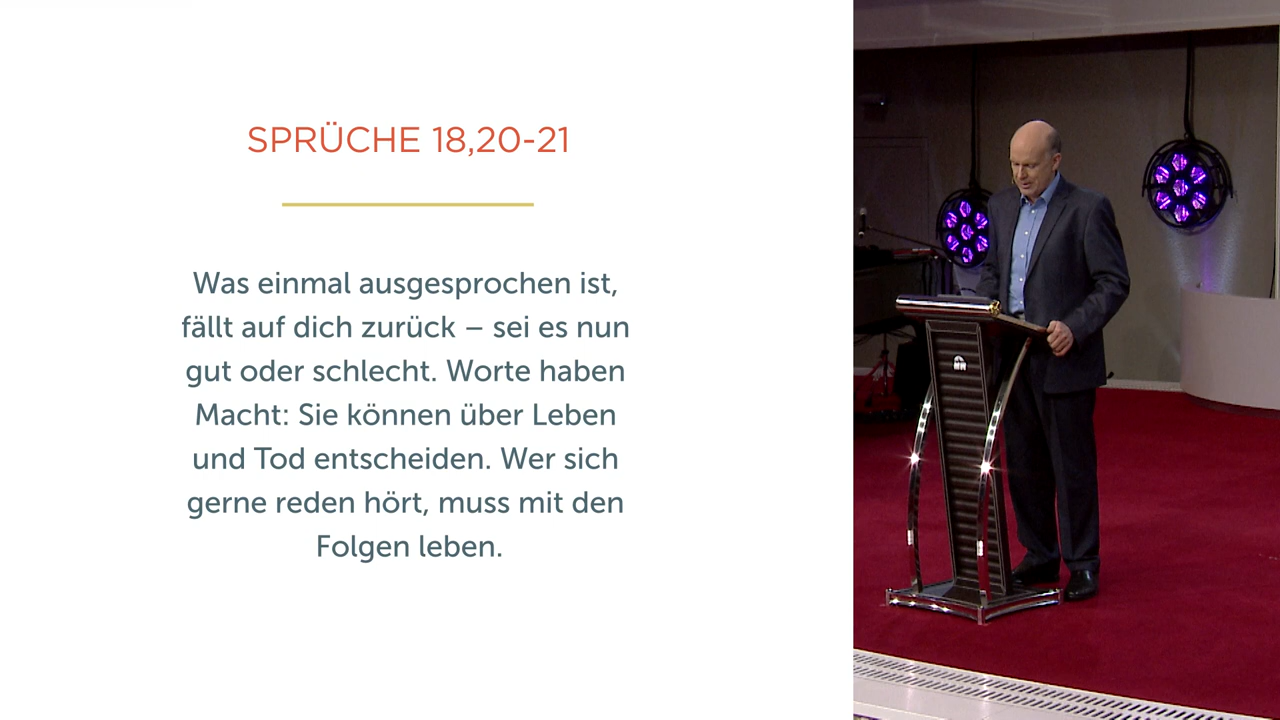 SPRÜCHE 18,20-21
Was einmal ausgesprochen ist,
fällt auf dich zurück – sei es nun
gut oder schlecht. Worte haben
Macht: Sie können über Leben
und Tod entscheiden. Wer sich
gerne reden hört, muss mit den
Folgen leben.